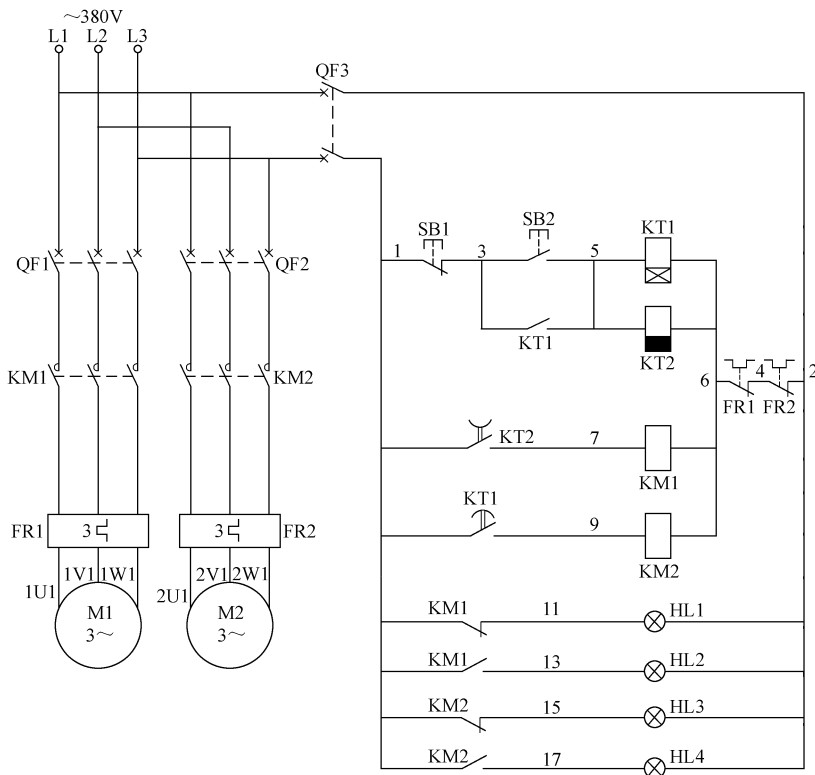 ～380V
L1 L2 L3
QF3
SB1 SB2 KT1
1 3 5
QF1 QF2
KT1 KT2
KM1 KM2
6 4 2
FR1 FR2
KT2 7 KM1
KT1
9 KM2
FR1 3 3 FR2
1U1 1V1 1W1 2U1 2V1 2W1
M1
3～
M2
3～
KM1 11 HL1
KM1 13 HL2
KM2 15 HL3
KM2 17 HL4